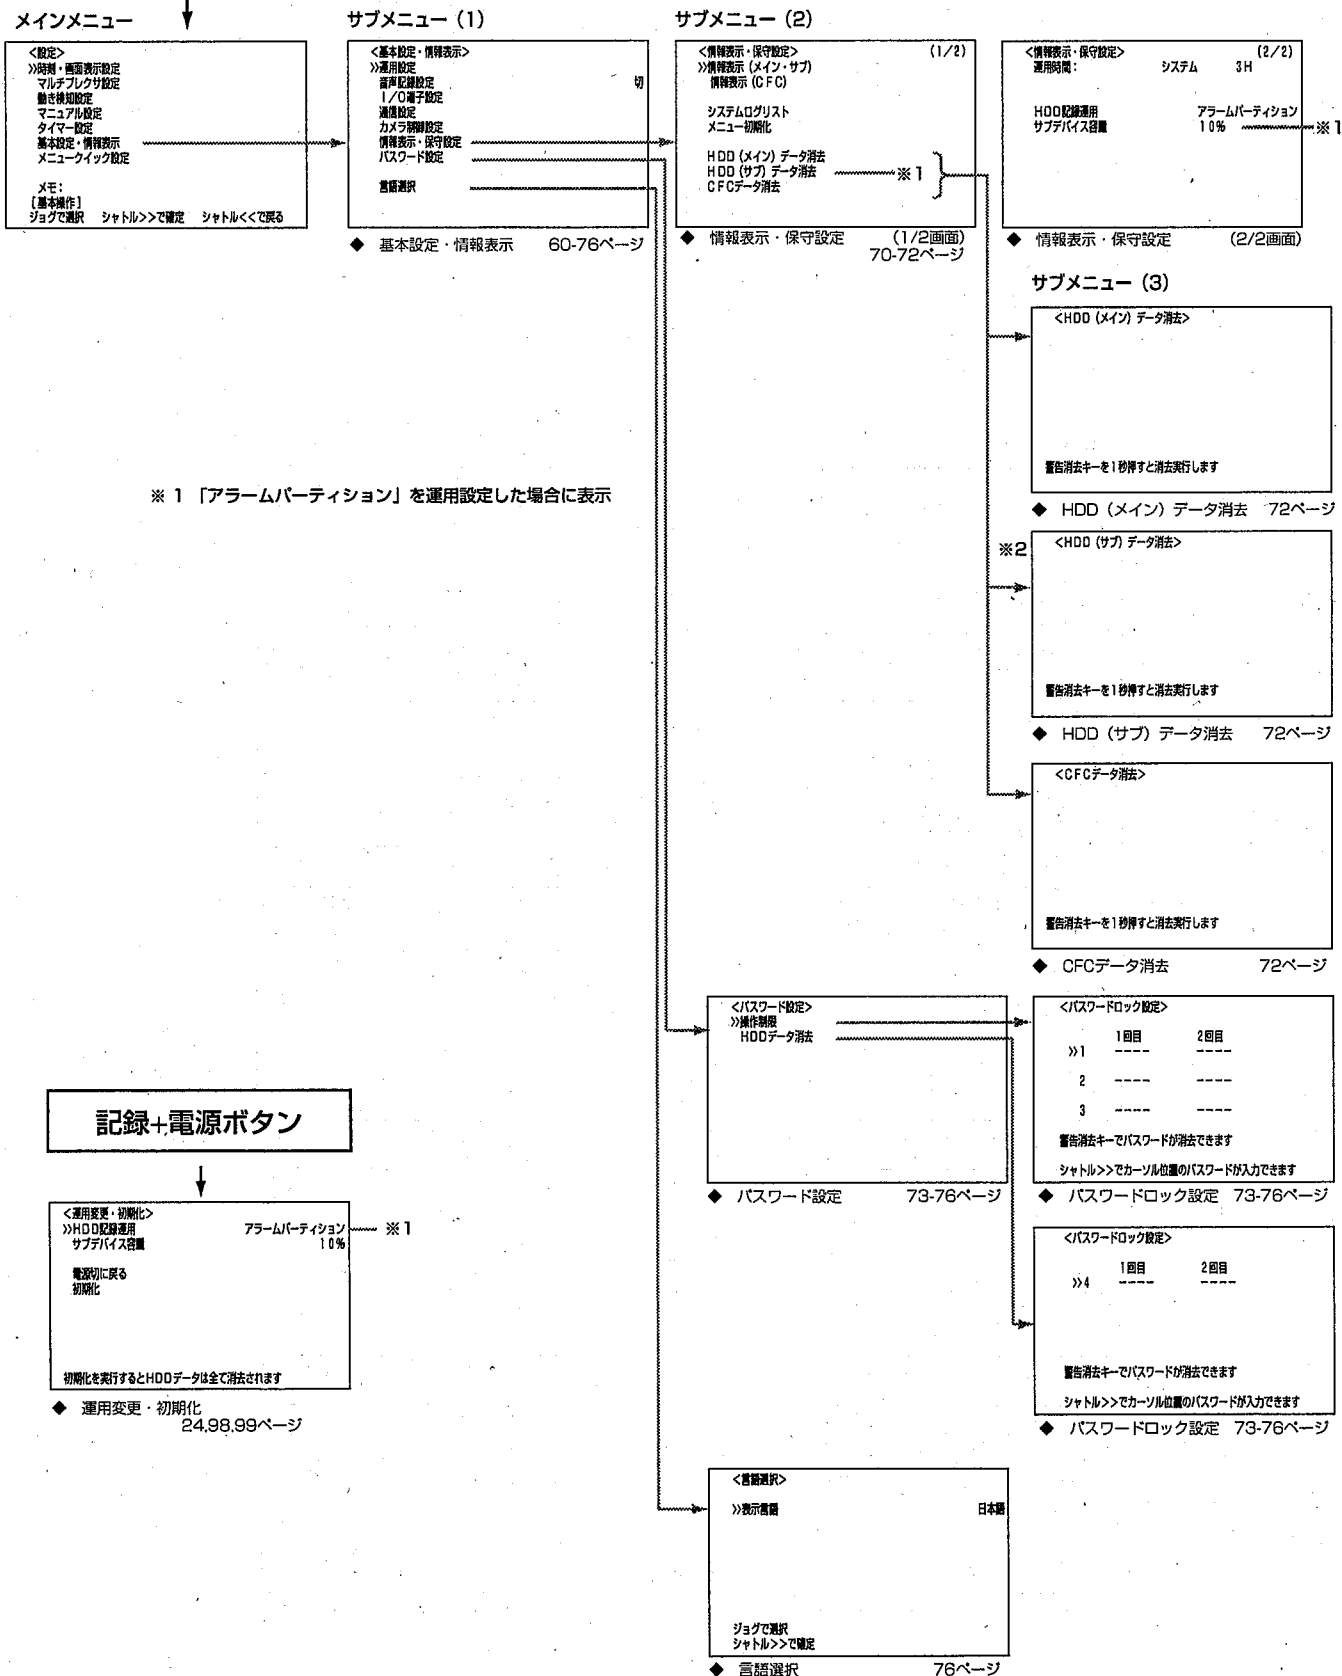 メインメニュー
サブメニュー (1)
サブメニュー (2)
<設定>
>>時刻・画面表示設定
マルチプレクサ設定
動き検知設定
マニュアル設定
タイマー設定
基本設定・情報表示
メニュークイック設定
メモ:
[基本操作]
ジョグで選択 シャトル>>で確定 シャトル<<で戻る
<基本設定・情報表示>
>>運用設定
音声記録設定 切
I/O端子設定
通信設定
カメラ制御設定
情報表示・保守設定
パスワード設定
言語選択
◆ 基本設定・情報表示 60-76ページ
<情報表示・保守設定> (1/2)
>>情報表示 (メイン・サブ)
情報表示 (CFC)
システムログリスト
メニュー初期化
HDD (メイン) データ消去
HDD (サブ) データ消去 ※1
CFCデータ消去
◆ 情報表示・保守設定 (1/2画面)
70-72ページ
<情報表示・保守設定> (2/2)
運用時間: システム 3H
HDD記録運用 アラームパーティション
サブデバイス容量 10% ※1
◆ 情報表示・保守設定 (2/2画面)
サブメニュー (3)
<HDD (メイン) データ消去>
警告消去キーを1秒押すと消去実行します
◆ HDD (メイン) データ消去 72ページ
※ 1 「アラームパーティション」を運用設定した場合に表示
※2
<HDD (サブ) データ消去>
警告消去キーを1秒押すと消去実行します
◆ HDD (サブ) データ消去 72ページ
<CFCデータ消去>
警告消去キーを1秒押すと消去実行します
◆ CFCデータ消去 72ページ
<パスワード設定>
>>操作制限
HDDデータ消去
◆ パスワード設定 73-76ページ
<パスワードロック設定>
1回目 2回目
>>1 ---- ----
2 ---- ----
3 ---- ----
警告消去キーでパスワードが消去できます
シャトル>>でカーソル位置のパスワードが入力できます
◆ パスワードロック設定 73-76ページ
<パスワードロック設定>
1回目 2回目
>>4 ---- ----
警告消去キーでパスワードが消去できます
シャトル>>でカーソル位置のパスワードが入力できます
◆ パスワードロック設定 73-76ページ
記録+電源ボタン
<運用変更・初期化>
>>HDD記録運用 アラームパーティション ※1
サブデバイス容量 10%
電源切に戻る
初期化
初期化を実行するとHDDデータは全て消去されます
◆ 運用変更・初期化
24,98,99ページ
<言語選択>
>>表示言語 日本語
ジョグで選択
シャトル>>で確定
◆ 言語選択 76ページ